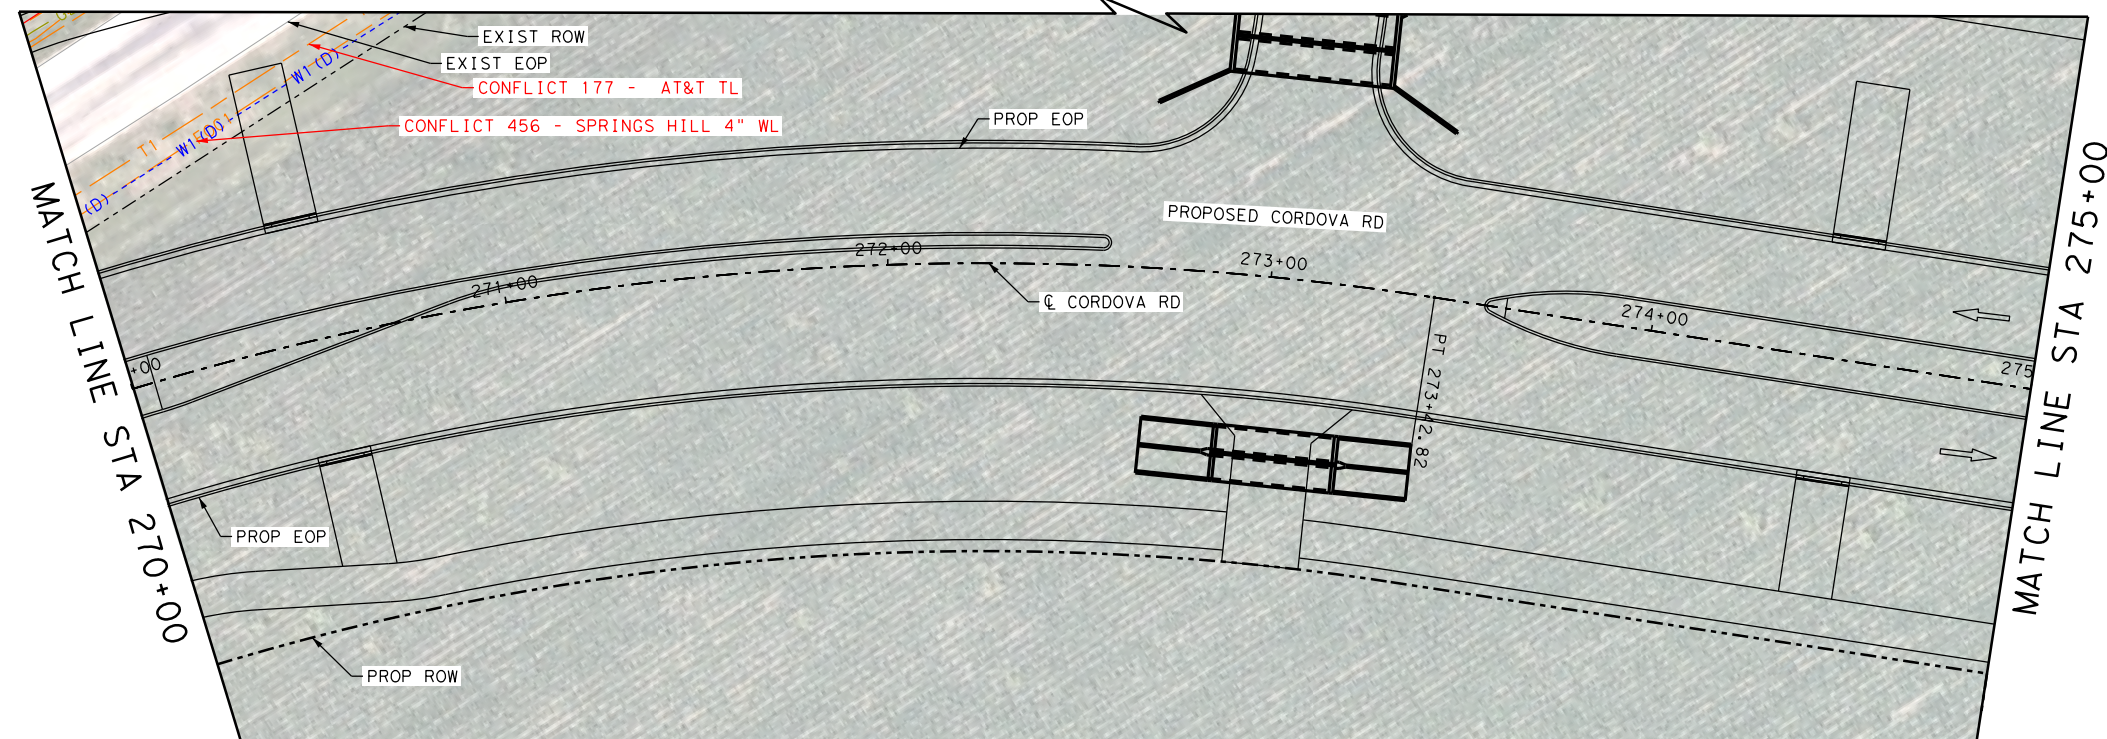 EXIST ROW
EXIST EOP
CONFLICT 177 - AT&T TL
CONFLICT 456 - SPRINGS HILL 4" WL
W1(D)
T1
W1(D)
(D)
PROP EOP
PROPOSED CORDOVA RD
271+00
272+00
273+00
274+00
275
+00
℄ CORDOVA RD
PT 273+42.82
PROP EOP
PROP ROW
MATCH LINE STA 270+00
MATCH LINE STA 275+00